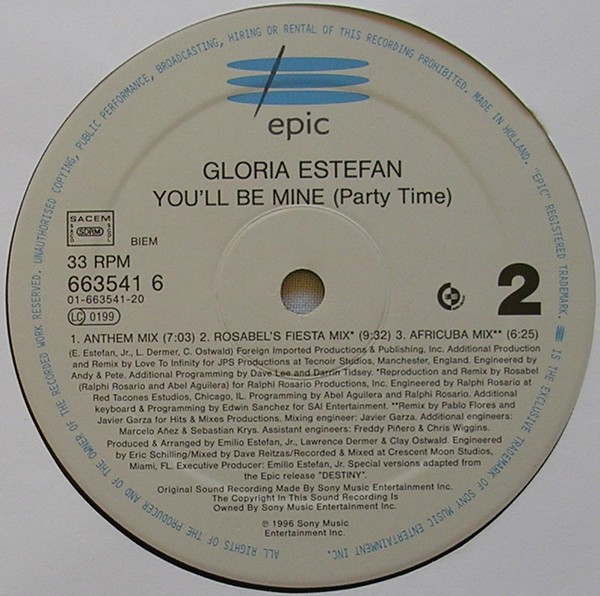 ALL RIGHTS OF THE PRODUCER AND OF THE OWNER OF THE RECORDED WORK RESERVED. UNAUTHORISED COPYING, PUBLIC PERFORMANCE, BROADCASTING, HIRING OR RENTAL OF THIS RECORDING PROHIBITED. MADE IN HOLLAND. "EPIC" REGISTERED TRADEMARK. IS THE EXCLUSIVE TRADEMARK OF SONY MUSIC ENTERTAINMENT INC.
epic
GLORIA ESTEFAN
YOU'LL BE MINE (Party Time)
SACEM
SDRM
BIEM
33 RPM
663541 6
01-663541-20
LC 0199
2
1. ANTHEM MIX (7:03) 2. ROSABEL'S FIESTA MIX* (9:32) 3. AFRICUBA MIX** (6:25)
(E. Estefan, Jr., L. Dermer, C. Ostwald) Foreign Imported Productions & Publishing, Inc. Additional Production
and Remix by Love To Infinity for JPS Productions at Tecnoir Studios, Manchester, England. Engineered by
Andy & Pete. Additional Programming by Dave Lee and Darrin Tidsey. *Reproduction and Remix by Rosabel
(Ralphi Rosario and Abel Aguilera) for Ralphi Rosario Productions, Inc. Engineered by Ralphi Rosario at
Red Tacones Estudios, Chicago, IL. Programming by Abel Aguilera and Ralphi Rosario. Additional
keyboard & Programming by Edwin Sanchez for SAI Entertainment. **Remix by Pablo Flores and
Javier Garza for Hits & Mixes Productions. Mixing engineer: Javier Garza. Additional engineers:
Marcelo Añez & Sebastian Krys. Assistant engineers: Freddy Piñero & Chris Wiggins.
Produced & Arranged by Emilio Estefan, Jr., Lawrence Dermer & Clay Ostwald. Engineered
by Eric Schilling/Mixed by Dave Reitzas/Recorded & Mixed at Crescent Moon Studios,
Miami, FL. Executive Producer: Emilio Estefan, Jr. Special versions adapted from
the Epic release "DESTINY".
Original Sound Recording Made By Sony Music Entertainment Inc.
The Copyright In This Sound Recording Is
Owned By Sony Music Entertainment Inc.
℗ 1996 Sony Music
Entertainment Inc.